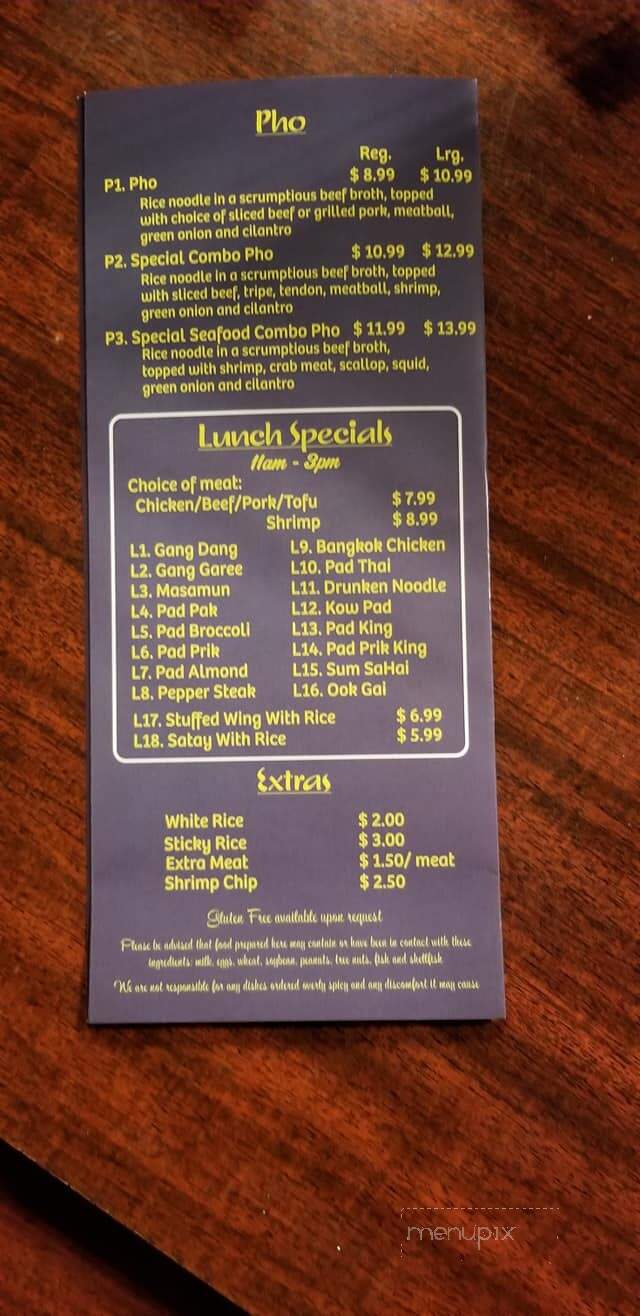 Pho
Reg. Lrg.
P1. Pho $ 8.99 $ 10.99
Rice noodle in a scrumptious beef broth, topped
with choice of sliced beef or grilled pork, meatball,
green onion and cilantro
P2. Special Combo Pho $ 10.99 $ 12.99
Rice noodle in a scrumptious beef broth, topped
with sliced beef, tripe, tendon, meatball, shrimp,
green onion and cilantro
P3. Special Seafood Combo Pho $ 11.99 $ 13.99
Rice noodle in a scrumptious beef broth,
topped with shrimp, crab meat, scallop, squid,
green onion and cilantro
Lunch Specials
11am - 3pm
Choice of meat:
Chicken/Beef/Pork/Tofu $ 7.99
Shrimp $ 8.99
L1. Gang Dang
L2. Gang Garee
L3. Masamun
L4. Pad Pak
L5. Pad Broccoli
L6. Pad Prik
L7. Pad Almond
L8. Pepper Steak
L9. Bangkok Chicken
L10. Pad Thai
L11. Drunken Noodle
L12. Kow Pad
L13. Pad King
L14. Pad Prik King
L15. Sum SaHai
L16. Ook Gai
L17. Stuffed Wing With Rice $ 6.99
L18. Satay With Rice $ 5.99
Extras
White Rice $ 2.00
Sticky Rice $ 3.00
Extra Meat $ 1.50/ meat
Shrimp Chip $ 2.50
Gluten Free available upon request
Please be advised that food prepared here may contain or have been in contact with these
ingredients: milk, eggs, wheat, soybean, peanuts, tree nuts, fish and shellfish
We are not responsible for any dishes ordered overly spicy and any discomfort it may cause
menupix